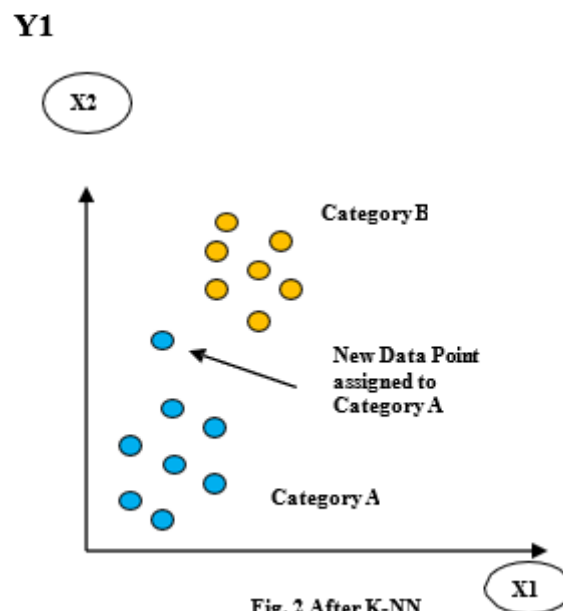 Y1
X2
Category B
New Data Point
assigned to
Category A
Category A
X1
Fig. 2 After K-NN